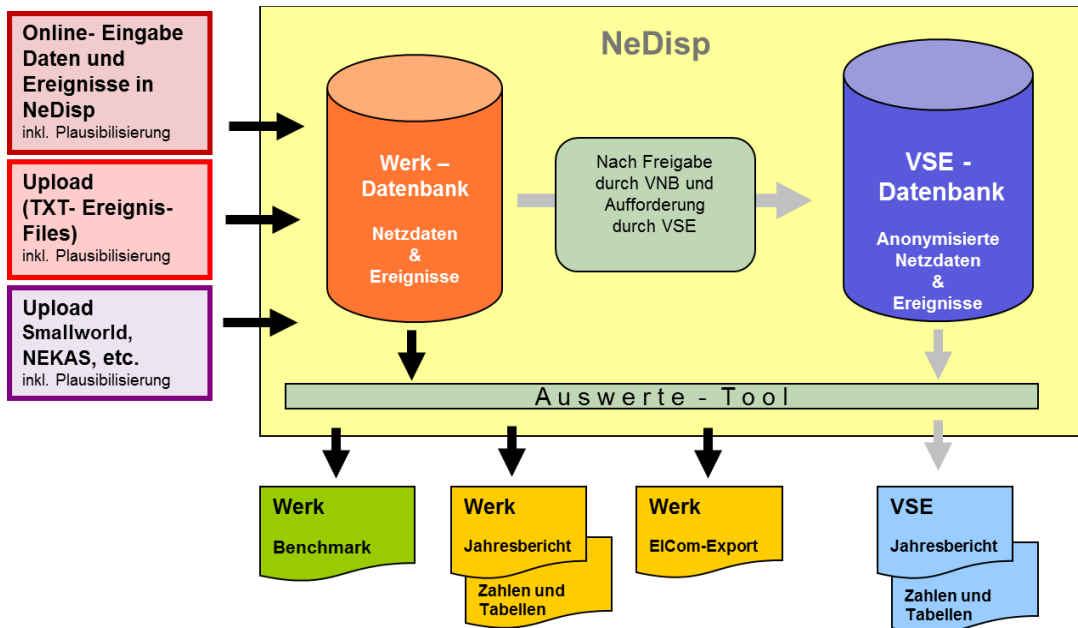 Online- Eingabe
Daten und
Ereignisse in
NeDisp
inkl. Plausibilisierung
Upload
(TXT- Ereignis-
Files)
inkl. Plausibilisierung
Upload
Smallworld,
NEKAS, etc.
inkl. Plausibilisierung
NeDisp
Werk –
Datenbank
Netzdaten
&
Ereignisse
Nach Freigabe
durch VNB und
Aufforderung
durch VSE
VSE -
Datenbank
Anonymisierte
Netzdaten
&
Ereignisse
Auswerte - Tool
Werk
Benchmark
Werk
Jahresbericht
Zahlen und
Tabellen
Werk
ElCom-Export
VSE
Jahresbericht
Zahlen und
Tabellen